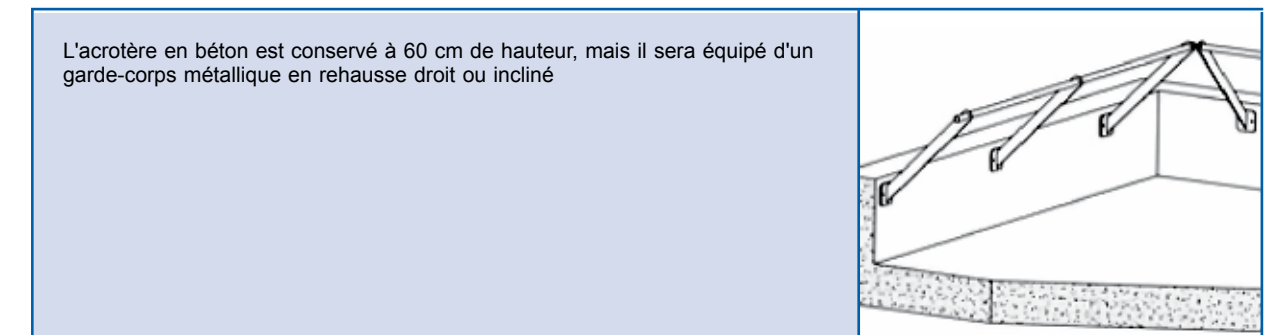 L'acrotère en béton est conservé à 60 cm de hauteur, mais il sera équipé d'un
garde-corps métallique en rehausse droit ou incliné